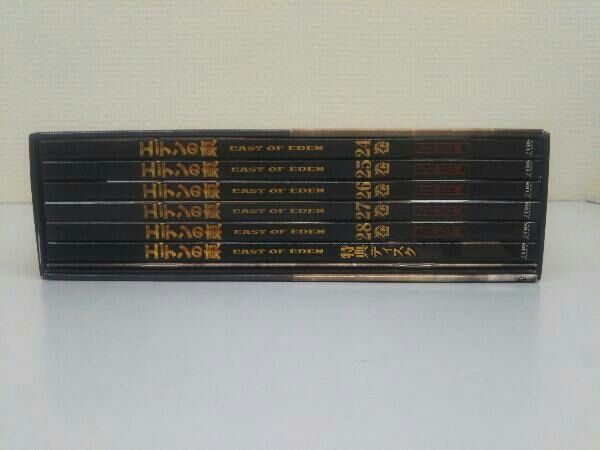 エデンの東 EAST OF EDEN 24巻
エデンの東 EAST OF EDEN 25巻
エデンの東 EAST OF EDEN 26巻
エデンの東 EAST OF EDEN 27巻
エデンの東 EAST OF EDEN 28巻
エデンの東 EAST OF EDEN 特典ディスク